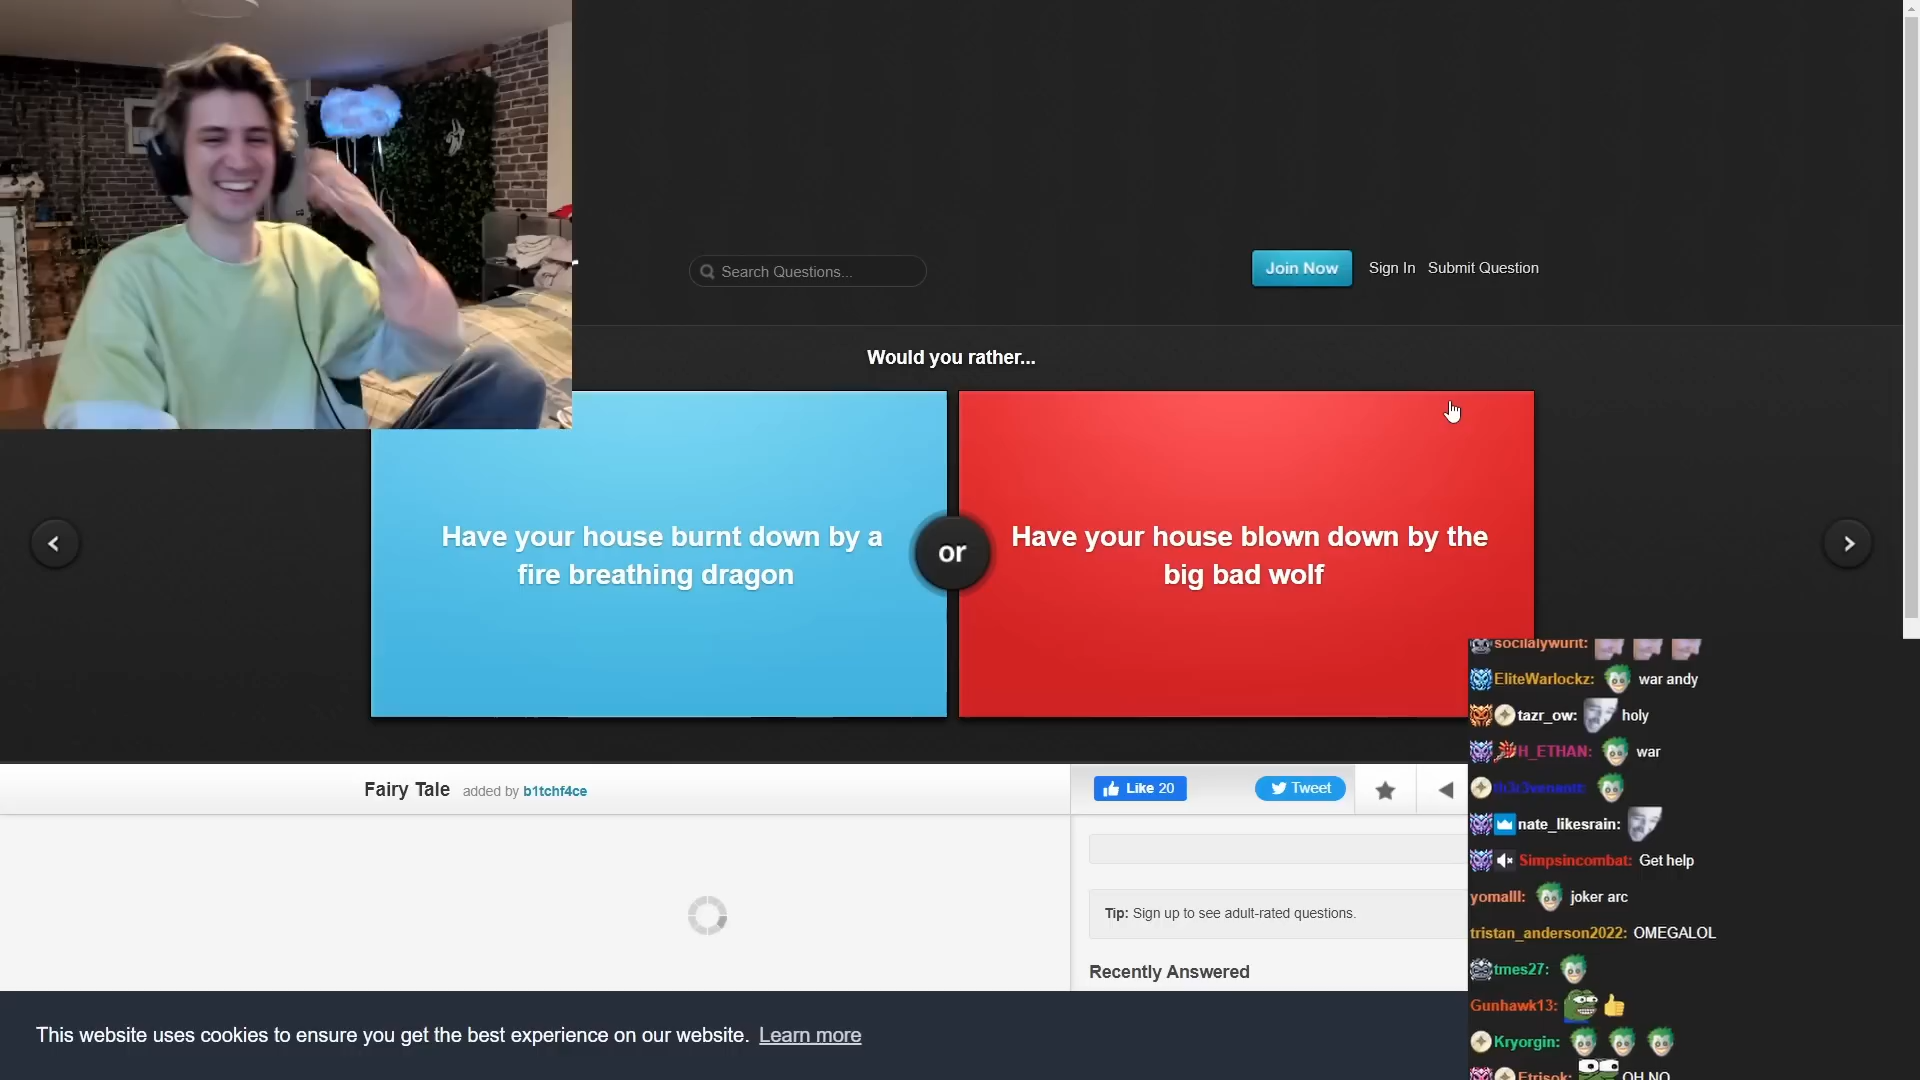 Search Questions...
Join Now
Sign In
Submit Question
Would you rather...
Have your house burnt down by a
fire breathing dragon
or
Have your house blown down by the
big bad wolf
Fairy Tale added by b1tchf4ce
Like 20
Tweet
Tip: Sign up to see adult-rated questions.
Recently Answered
This website uses cookies to ensure you get the best experience on our website. Learn more
EliteWarlockz: war andy
tazr_ow: holy
H_ETHAN: war
nate_likesrain:
Simpsincombat: Get help
yomalll: joker arc
tristan_anderson2022: OMEGALOL
tmes27:
Gunhawk13:
Kryorgin:
Etrisok: OH NO